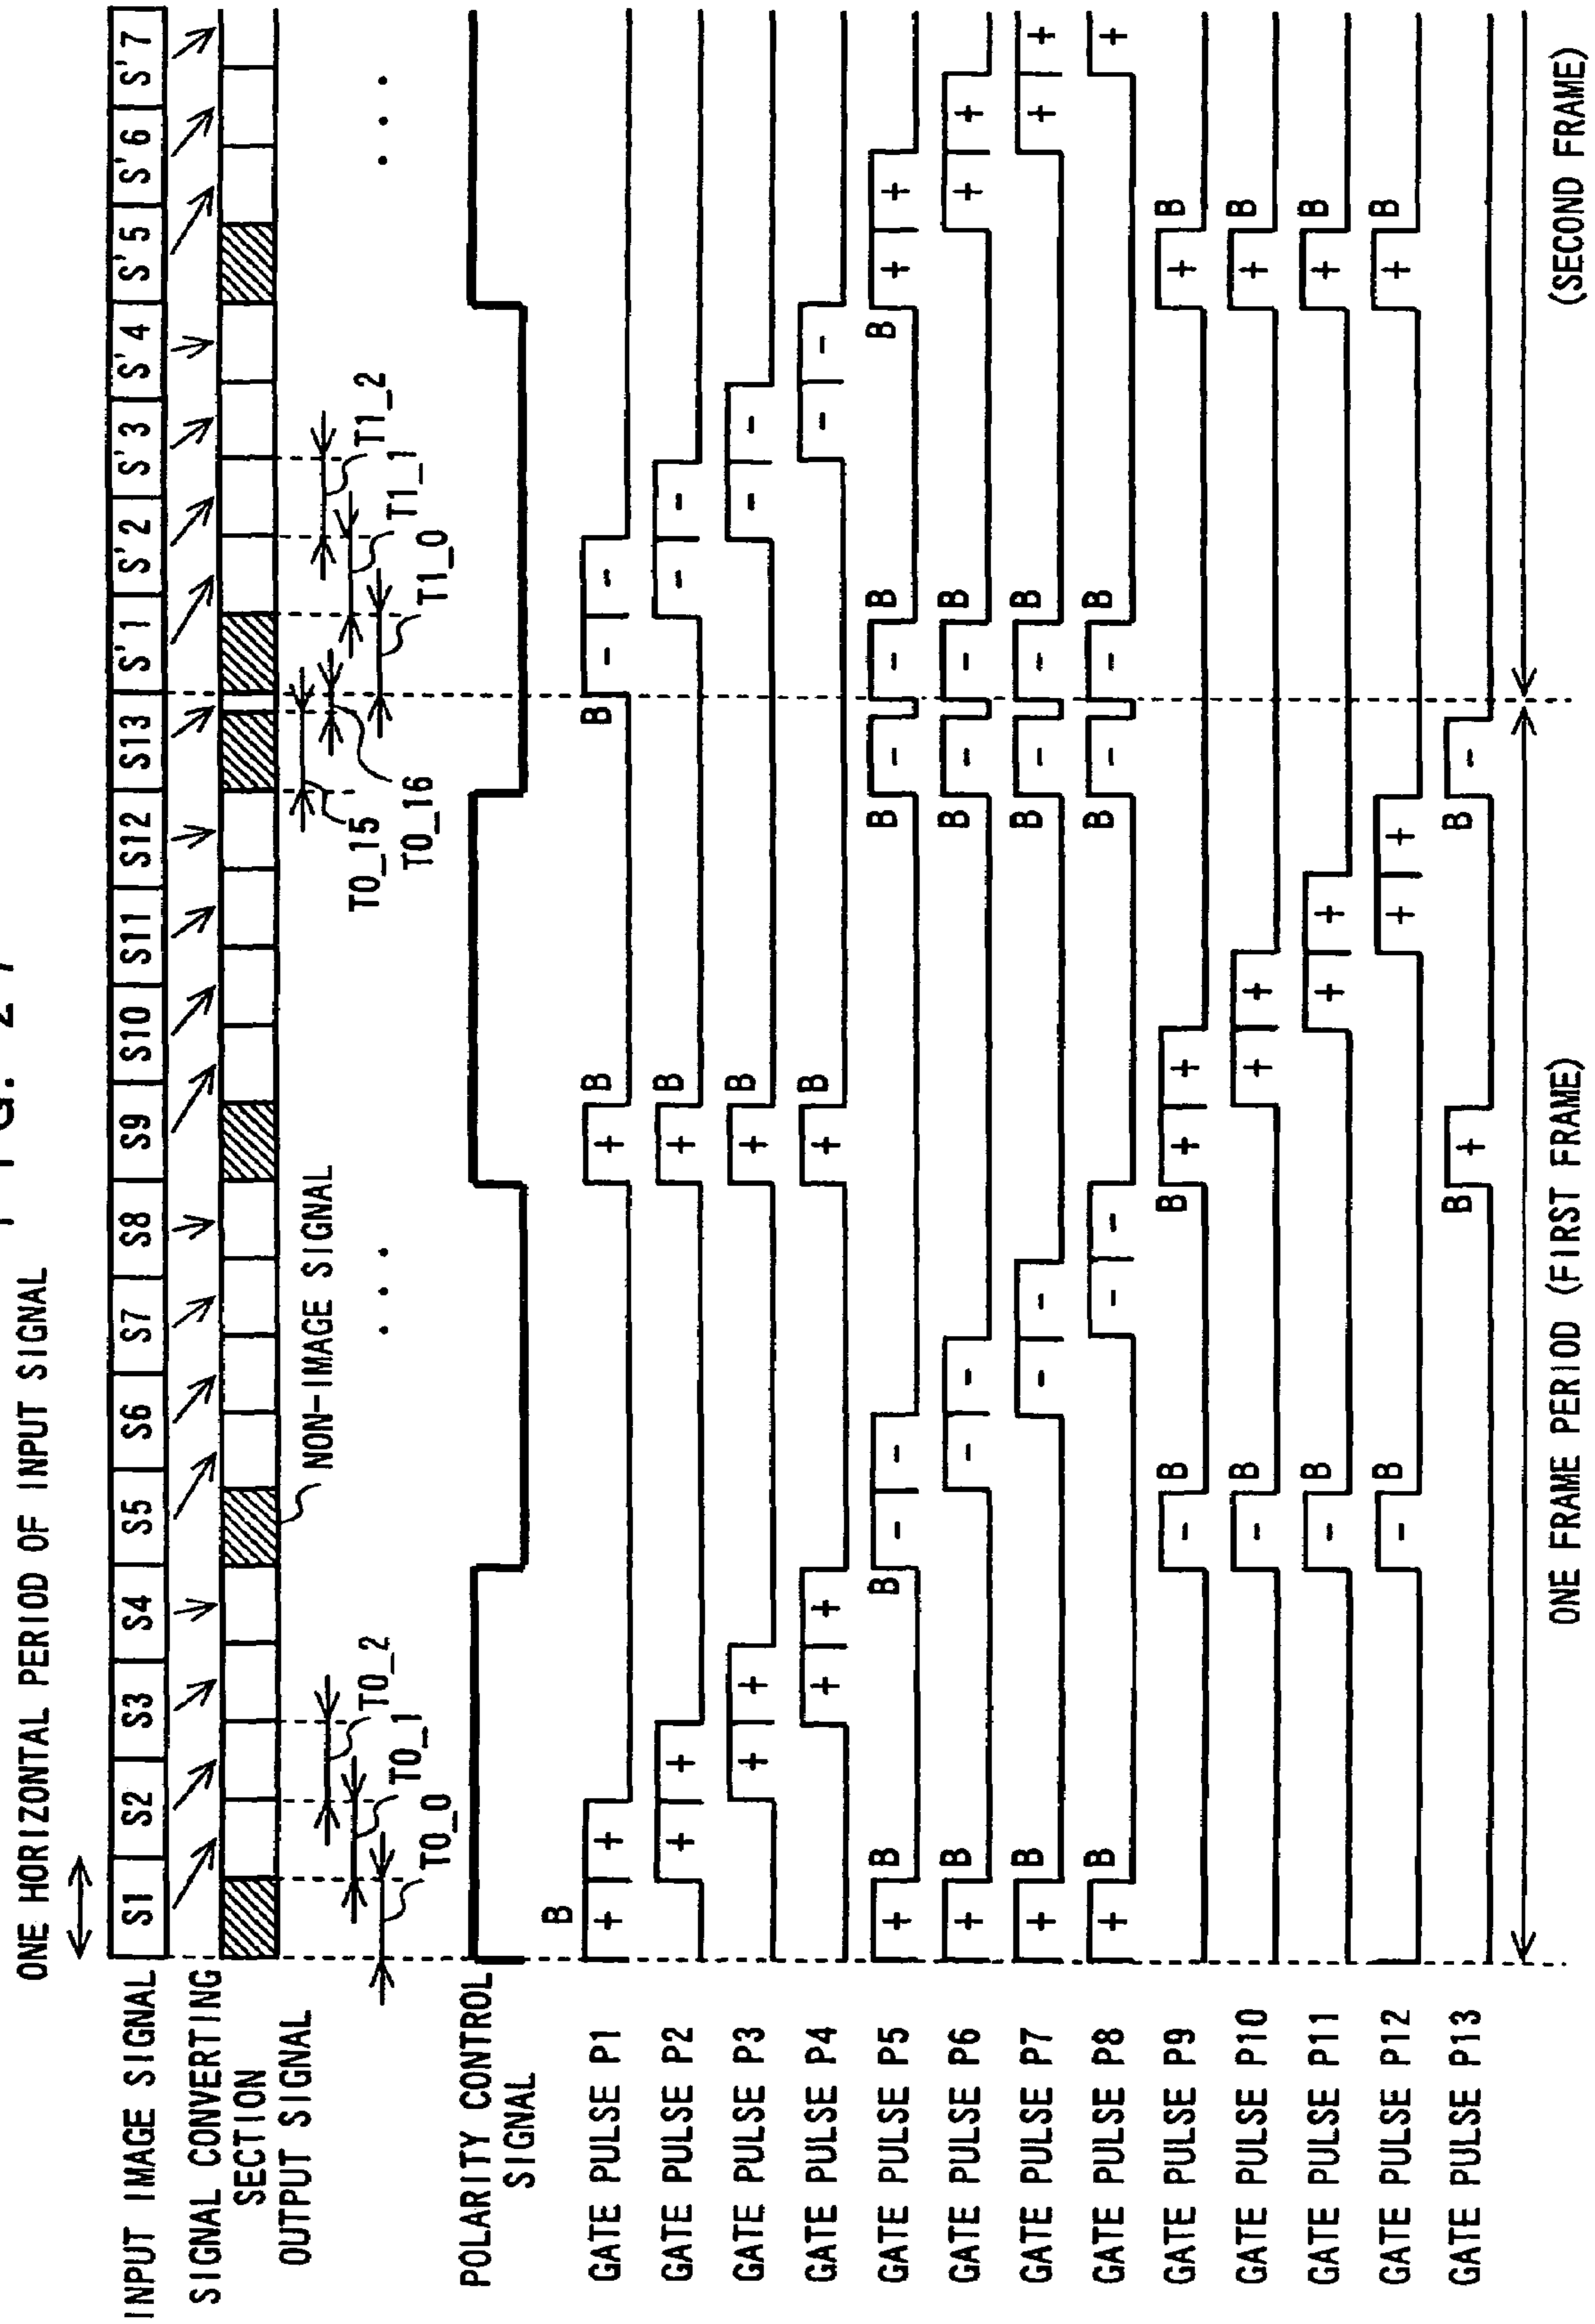 ONE HORIZONTAL PERIOD OF INPUT SIGNAL
INPUT IMAGE SIGNAL
S1 S2 S3 S4 S5 S6 S7 S8 S9 S10 S11 S12 S13 S'1 S'2 S'3 S'4 S'5 S'6 S'7
SIGNAL CONVERTING
SECTION
OUTPUT SIGNAL
NON-IMAGE SIGNAL
T0_0
T0_1
T0_2
T0_15
T0_16
T1_0
T1_1
T1_2
... ...
POLARITY CONTROL
SIGNAL
GATE PULSE P1
B + + + B B - -
GATE PULSE P2
+ + + B - -
GATE PULSE P3
+ + + B - -
GATE PULSE P4
+ + + B - -
GATE PULSE P5
+ B B - - B - - B B + +
GATE PULSE P6
+ B - - B - - B + +
GATE PULSE P7
+ B - - B - - B + +
GATE PULSE P8
+ B - - B - - B +
GATE PULSE P9
- B B + + + B
GATE PULSE P10
- B + + + B
GATE PULSE P11
- B + + + B
GATE PULSE P12
- B + + + B
GATE PULSE P13
B + B -
ONE FRAME PERIOD (FIRST FRAME)
(SECOND FRAME)